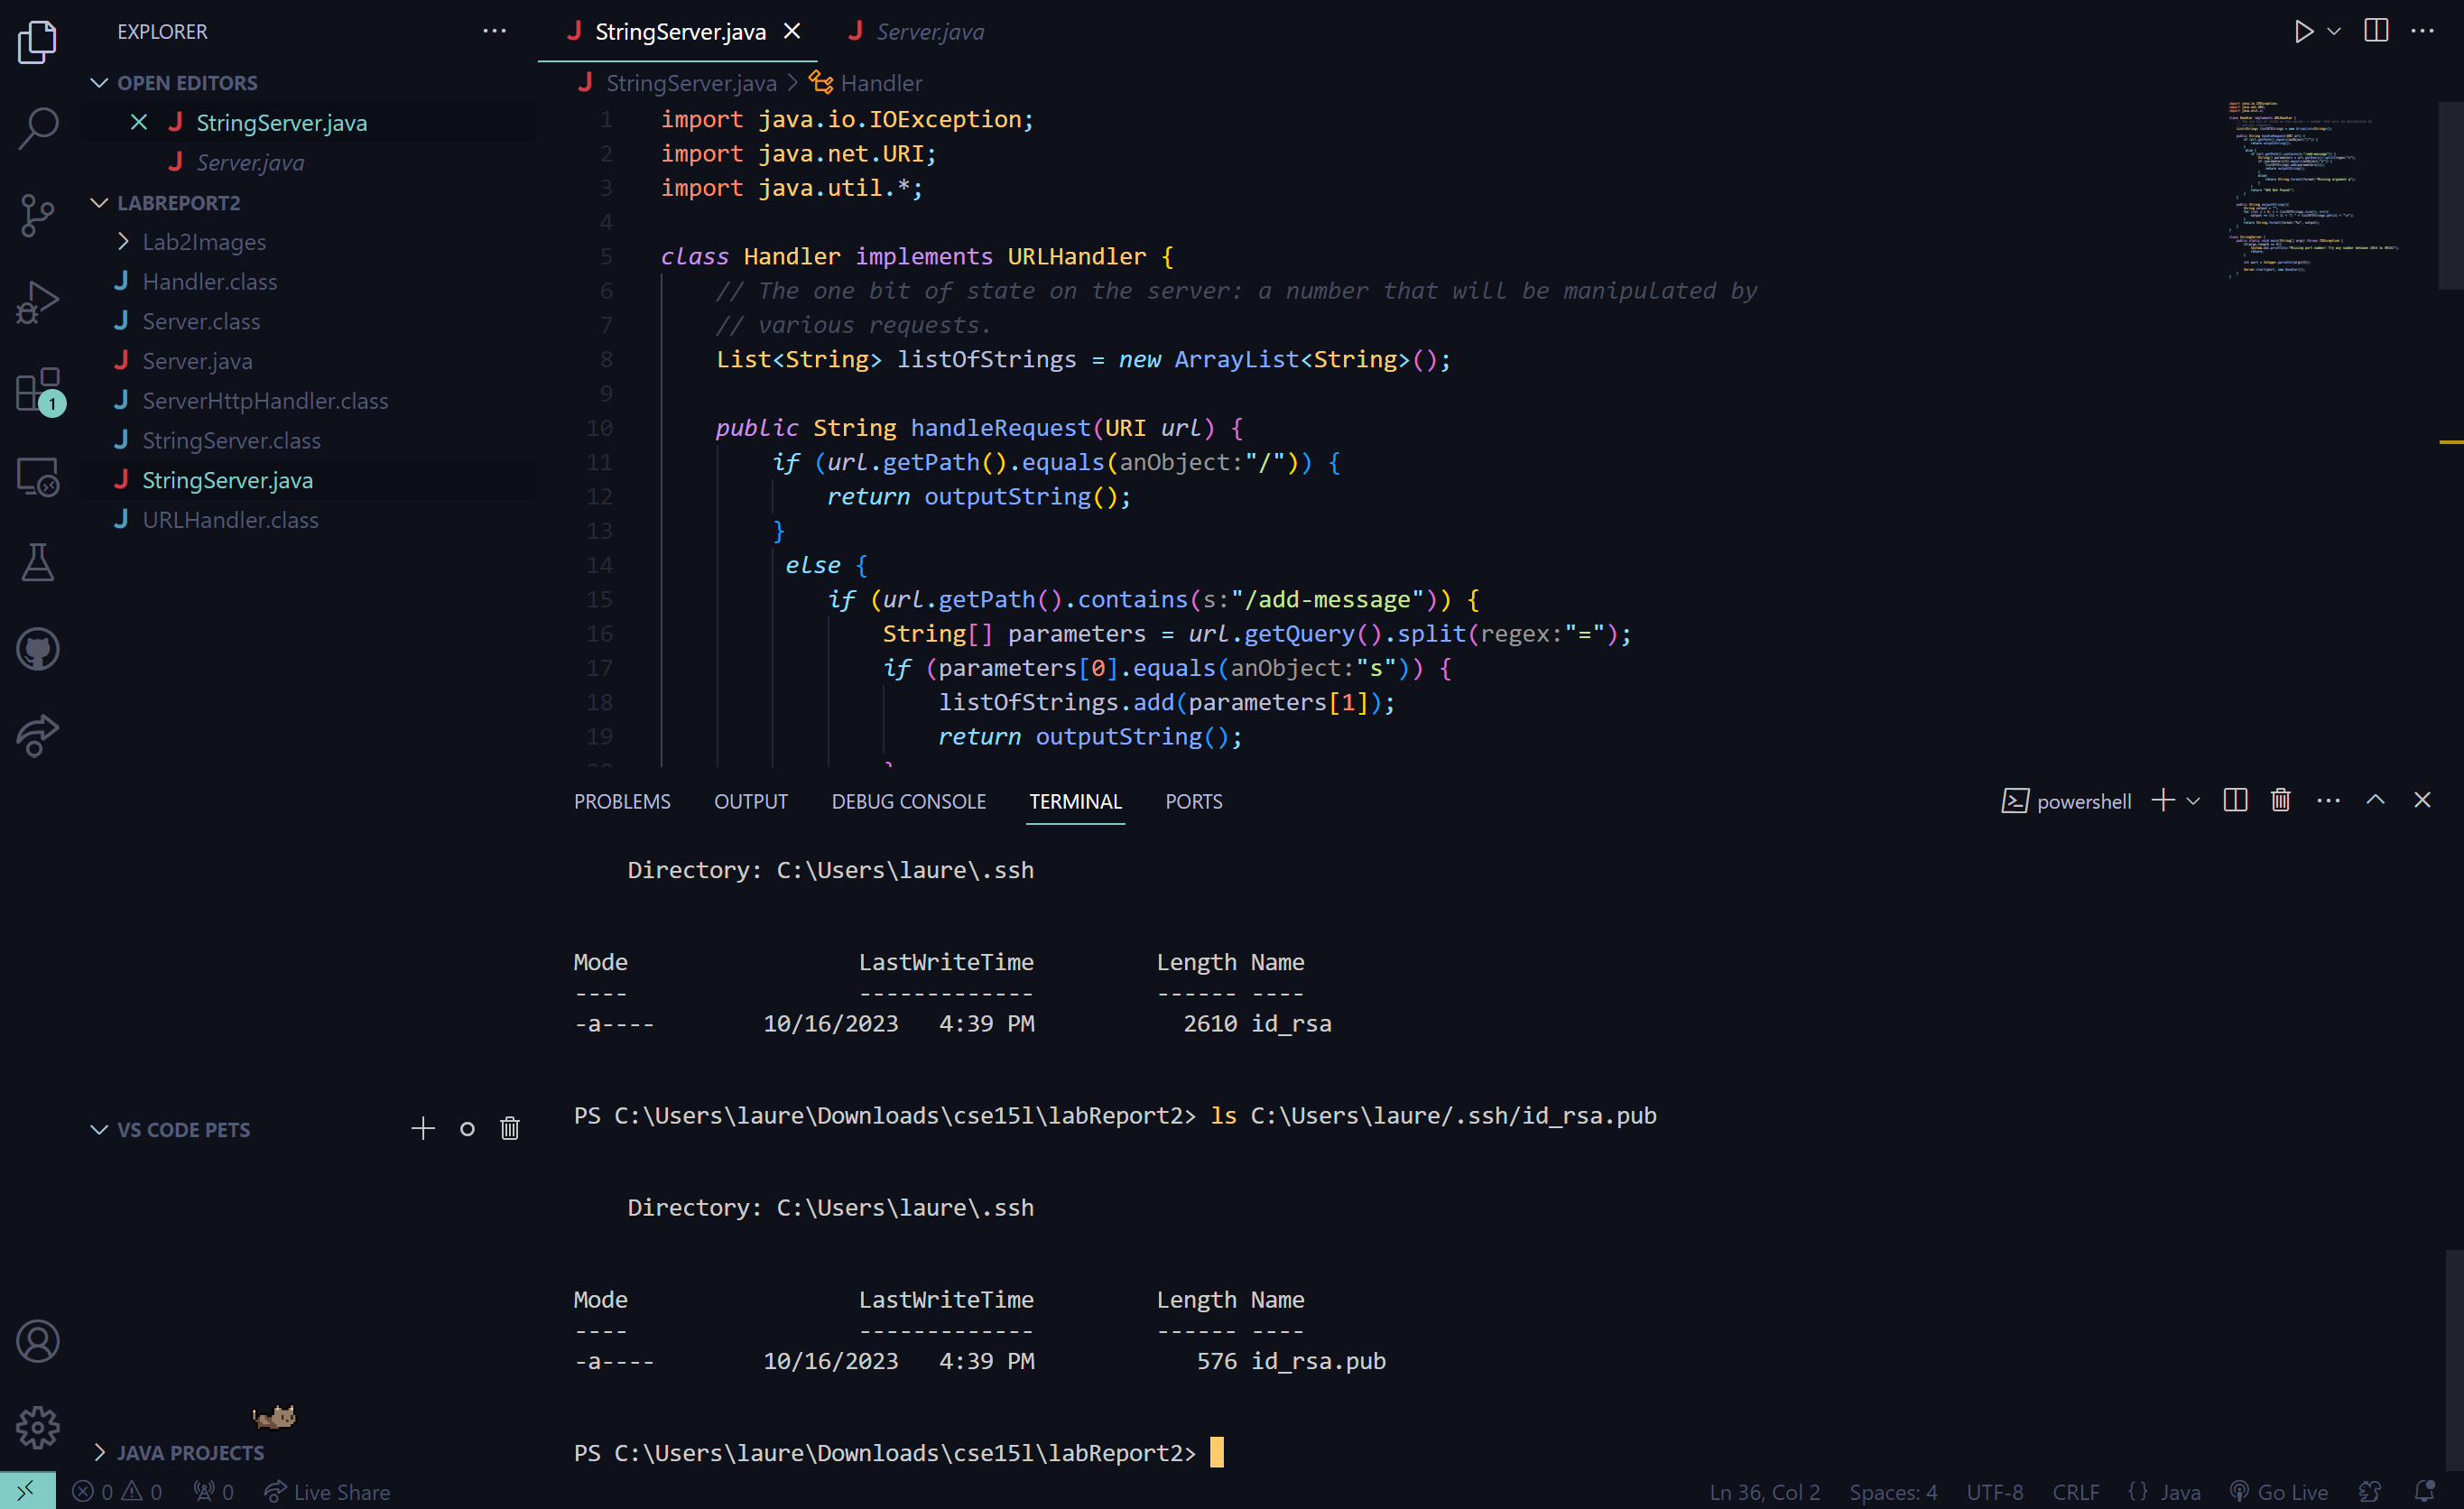 EXPLORER
OPEN EDITORS
StringServer.java
Server.java
LABREPORT2
Lab2Images
Handler.class
Server.class
Server.java
ServerHttpHandler.class
StringServer.class
StringServer.java
URLHandler.class
1
VS CODE PETS
JAVA PROJECTS
StringServer.java Server.java
StringServer.java > Handler
1 import java.io.IOException;
2 import java.net.URI;
3 import java.util.*;
4
5 class Handler implements URLHandler {
6 // The one bit of state on the server: a number that will be manipulated by
7 // various requests.
8 List<String> listOfStrings = new ArrayList<String>();
9
10 public String handleRequest(URI url) {
11 if (url.getPath().equals(anObject:"/")) {
12 return outputString();
13 }
14 else {
15 if (url.getPath().contains(s:"/add-message")) {
16 String[] parameters = url.getQuery().split(regex:"=");
17 if (parameters[0].equals(anObject:"s")) {
18 listOfStrings.add(parameters[1]);
19 return outputString();
PROBLEMS OUTPUT DEBUG CONSOLE TERMINAL PORTS
powershell
Directory: C:\Users\laure\.ssh
Mode LastWriteTime Length Name
---- ------------- ------ ----
-a---- 10/16/2023 4:39 PM 2610 id_rsa
PS C:\Users\laure\Downloads\cse15l\labReport2> ls C:\Users\laure/.ssh/id_rsa.pub
Directory: C:\Users\laure\.ssh
Mode LastWriteTime Length Name
---- ------------- ------ ----
-a---- 10/16/2023 4:39 PM 576 id_rsa.pub
PS C:\Users\laure\Downloads\cse15l\labReport2>
0 0 0 Live Share Ln 36, Col 2 Spaces: 4 UTF-8 CRLF {} Java Go Live